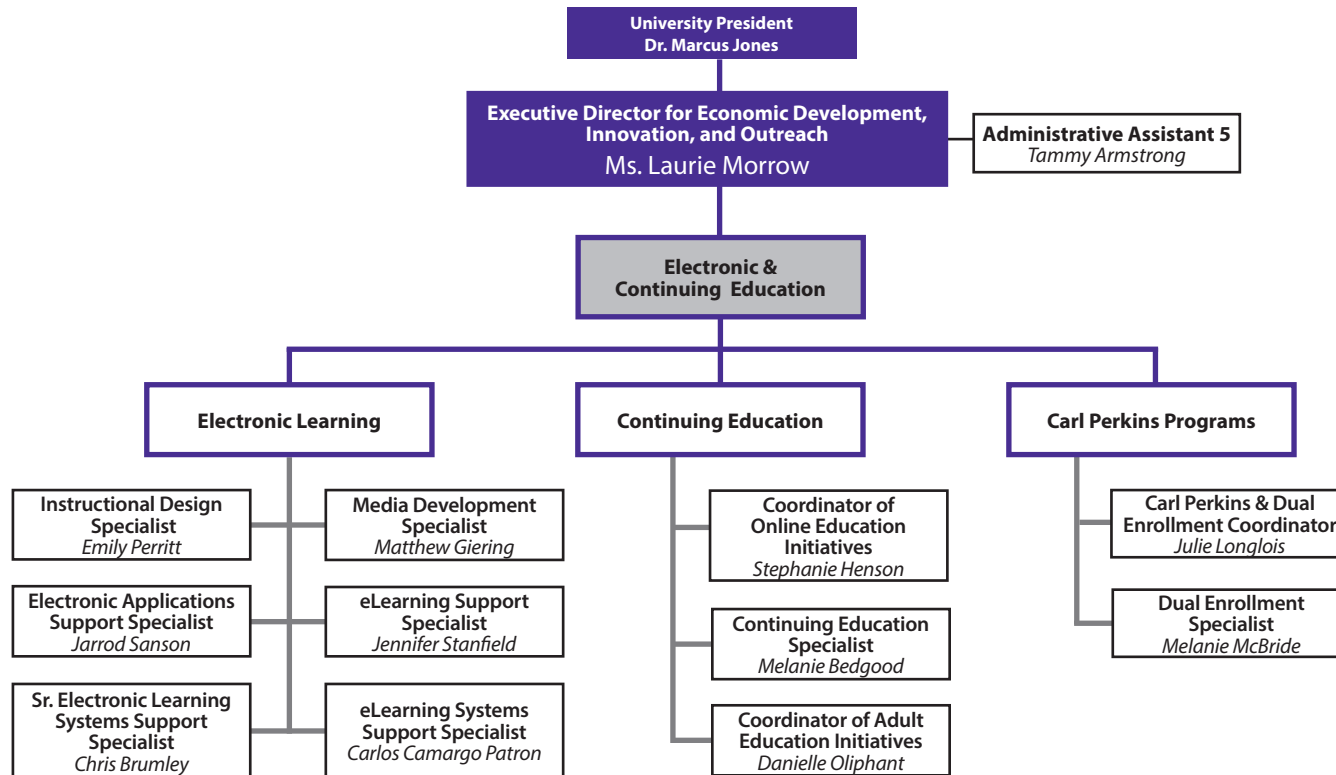 University President
Dr. Marcus Jones
Executive Director for Economic Development,
Innovation, and Outreach
Ms. Laurie Morrow
Administrative Assistant 5
Tammy Armstrong
Electronic &
Continuing Education
Electronic Learning
Continuing Education
Carl Perkins Programs
Instructional Design
Specialist
Emily Perritt
Media Development
Specialist
Matthew Giering
Electronic Applications
Support Specialist
Jarrod Sanson
eLearning Support
Specialist
Jennifer Stanfield
Sr. Electronic Learning
Systems Support
Specialist
Chris Brumley
eLearning Systems
Support Specialist
Carlos Camargo Patron
Coordinator of
Online Education
Initiatives
Stephanie Henson
Continuing Education
Specialist
Melanie Bedgood
Coordinator of Adult
Education Initiatives
Danielle Oliphant
Carl Perkins & Dual
Enrollment Coordinator
Julie Longlois
Dual Enrollment
Specialist
Melanie McBride